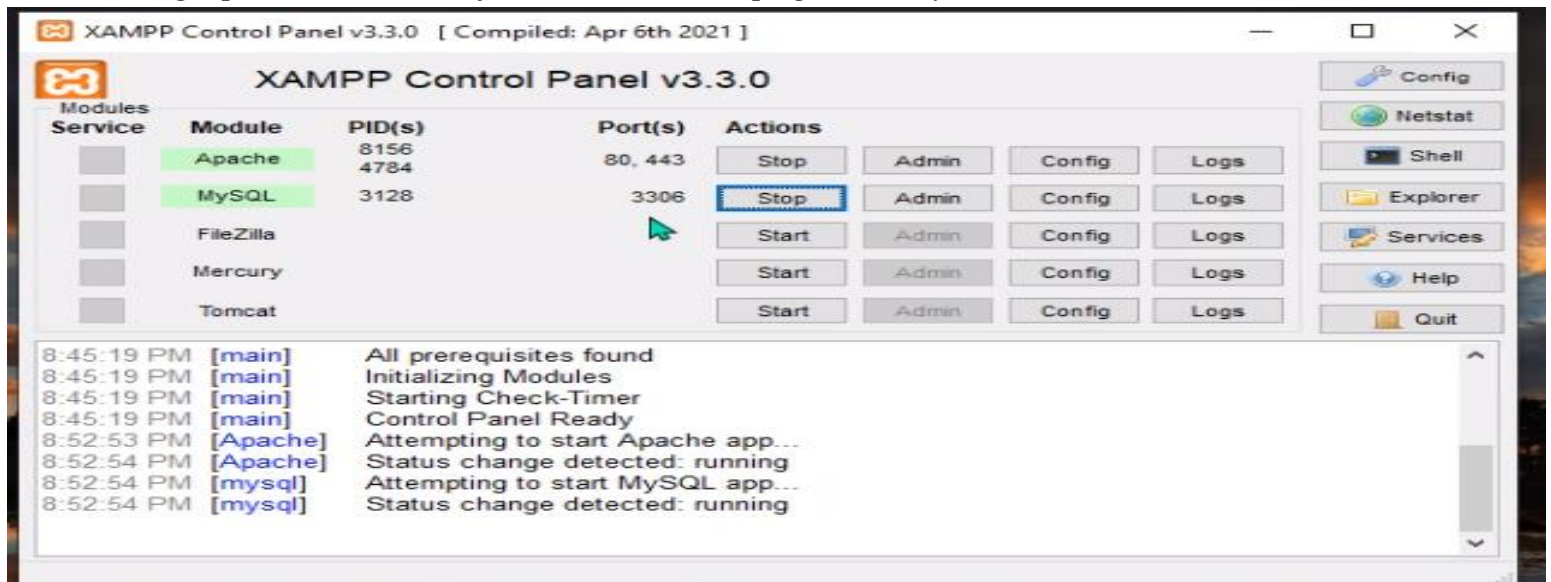 XAMPP Control Panel v3.3.0 [ Compiled: Apr 6th 2021 ]
XAMPP Control Panel v3.3.0
Config
Modules
Service Module PID(s) Port(s) Actions
Netstat
Apache 8156 4784 80, 443 Stop Admin Config Logs
Shell
MySQL 3128 3306 Stop Admin Config Logs
Explorer
FileZilla Start Admin Config Logs
Services
Mercury Start Admin Config Logs
Help
Tomcat Start Admin Config Logs
Quit
8:45:19 PM [main] All prerequisites found
8:45:19 PM [main] Initializing Modules
8:45:19 PM [main] Starting Check-Timer
8:45:19 PM [main] Control Panel Ready
8:52:53 PM [Apache] Attempting to start Apache app...
8:52:54 PM [Apache] Status change detected: running
8:52:54 PM [mysql] Attempting to start MySQL app...
8:52:54 PM [mysql] Status change detected: running